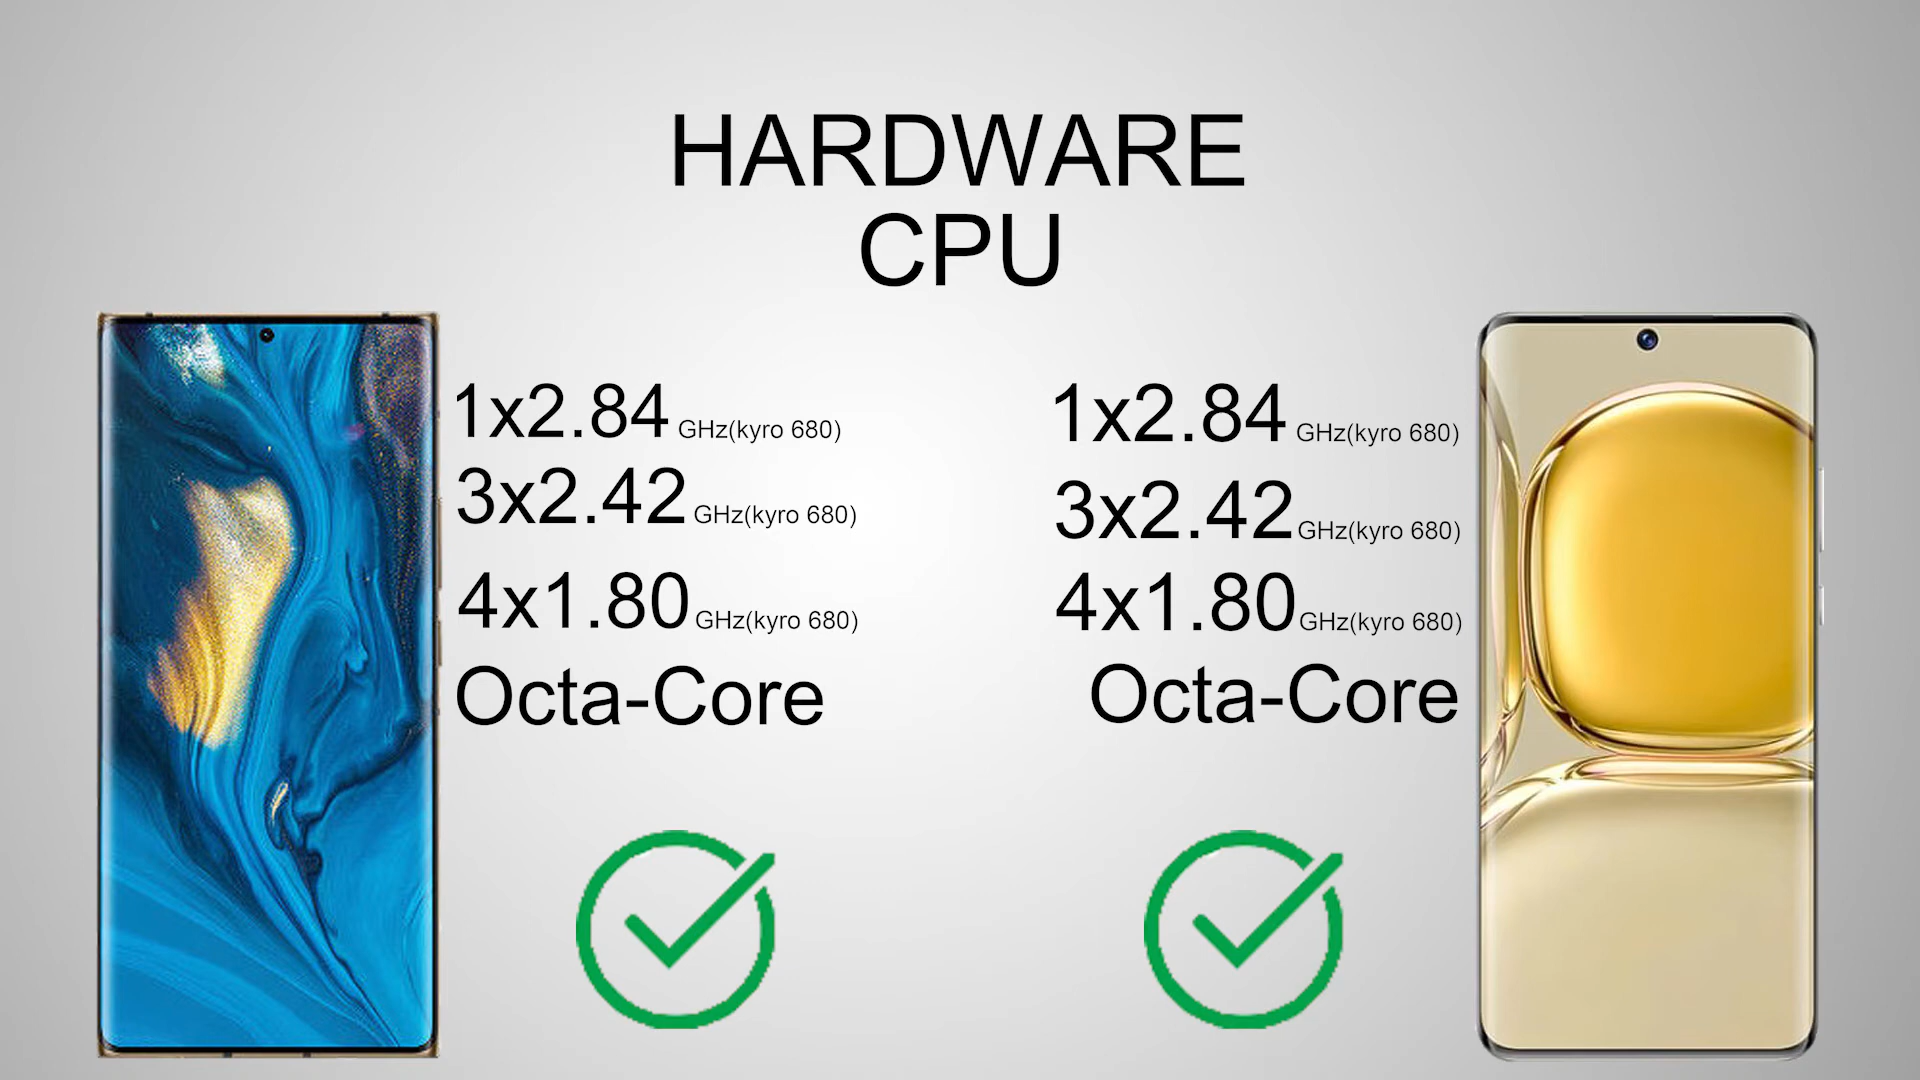 HARDWARE
CPU
1x2.84 GHz(kyro 680)
3x2.42 GHz(kyro 680)
4x1.80 GHz(kyro 680)
Octa-Core
1x2.84 GHz(kyro 680)
3x2.42 GHz(kyro 680)
4x1.80 GHz(kyro 680)
Octa-Core